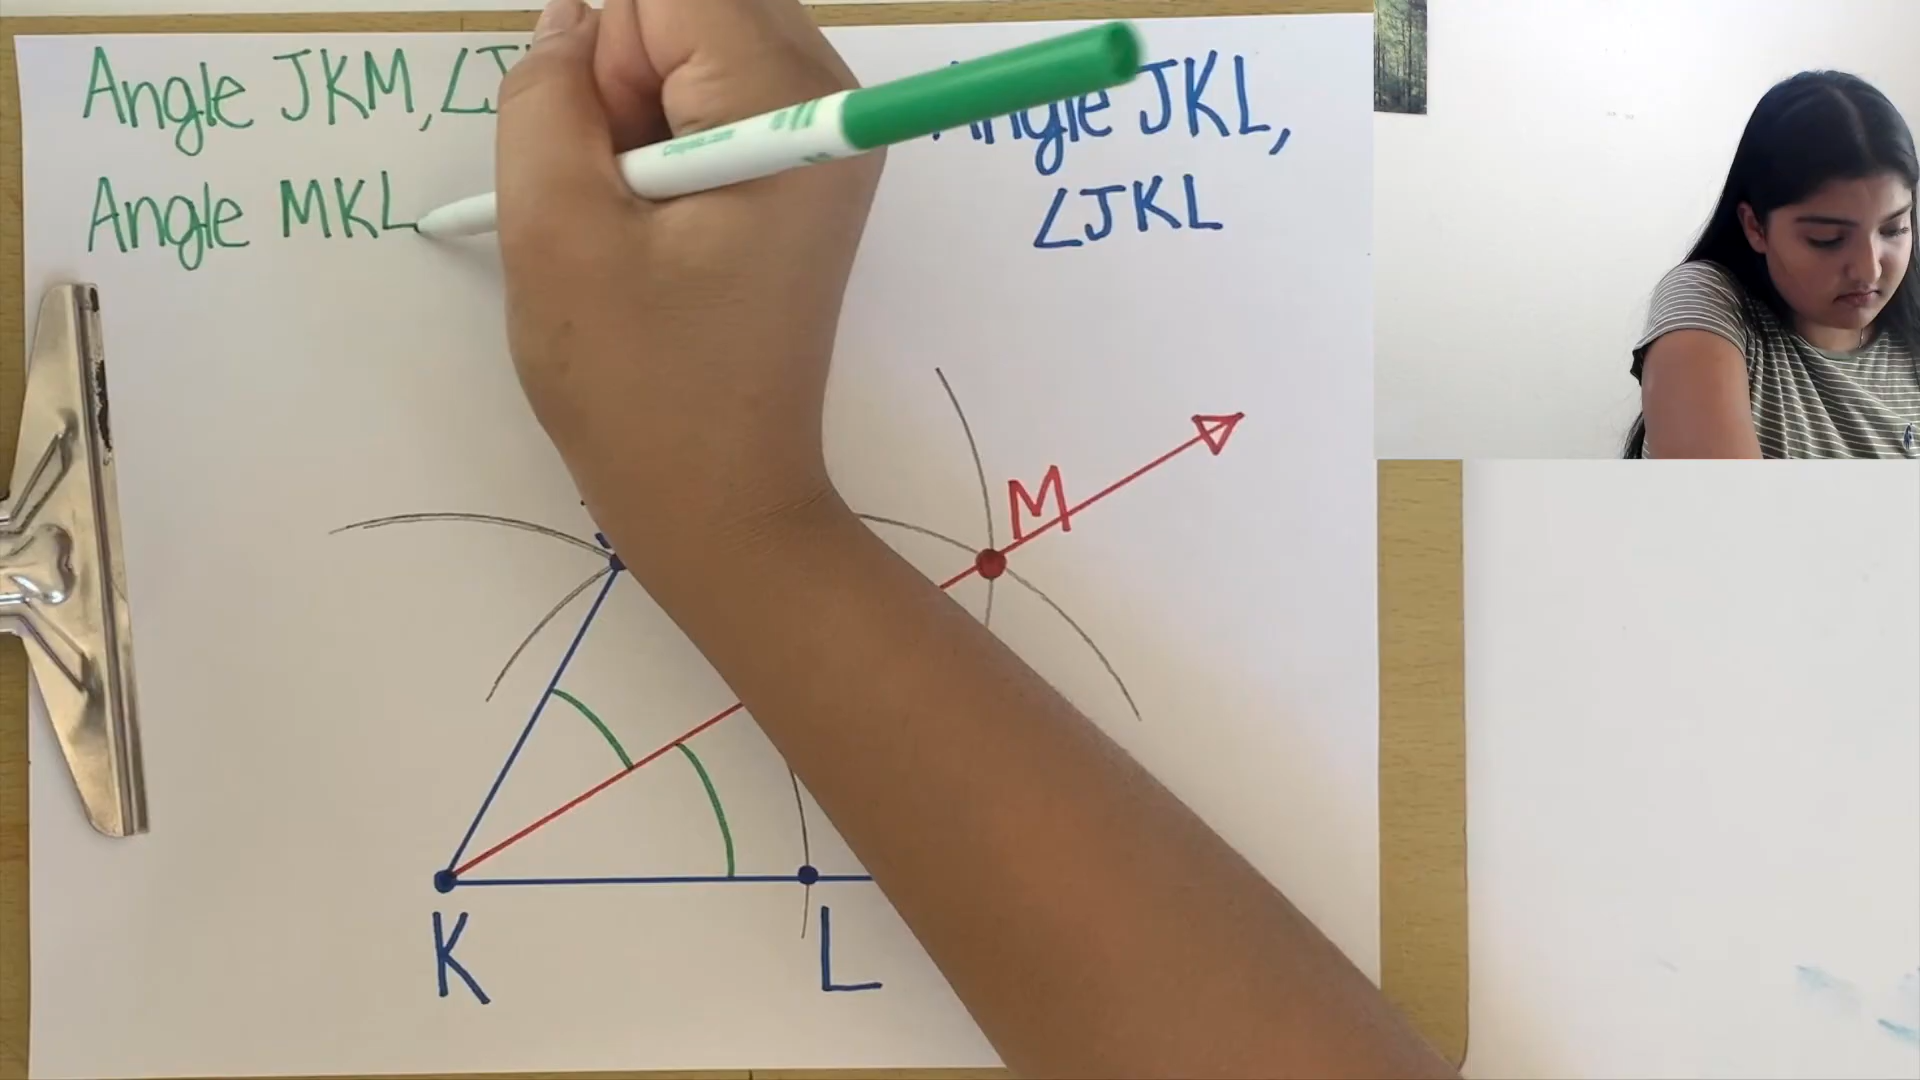 Angle JKM, ∠J
Angle MKL
Angle JKL,
∠JKL
M
K
L